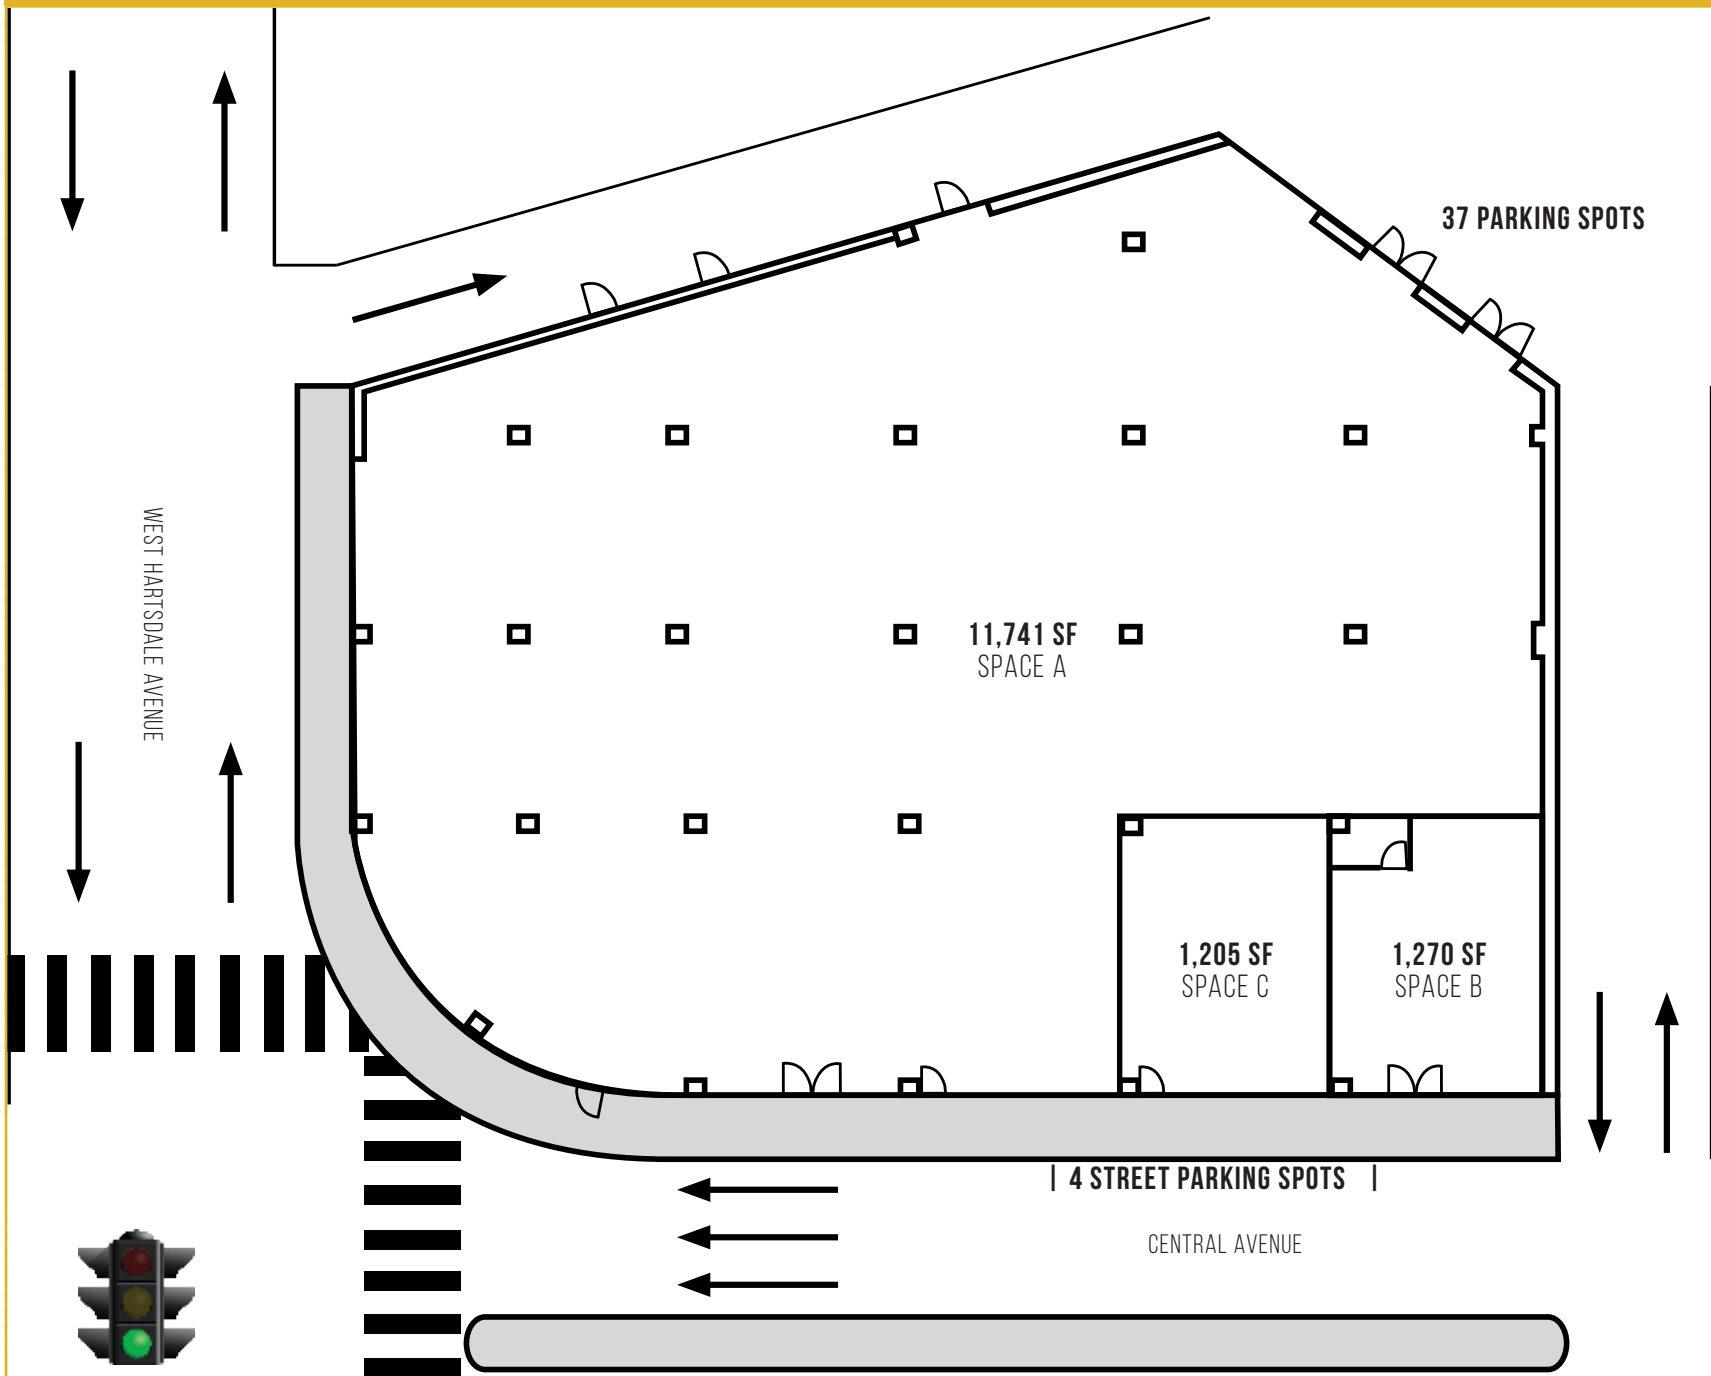 37 PARKING SPOTS
WEST HARTSDALE AVENUE
11,741 SF
SPACE A
1,205 SF
SPACE C
1,270 SF
SPACE B
| 4 STREET PARKING SPOTS |
CENTRAL AVENUE